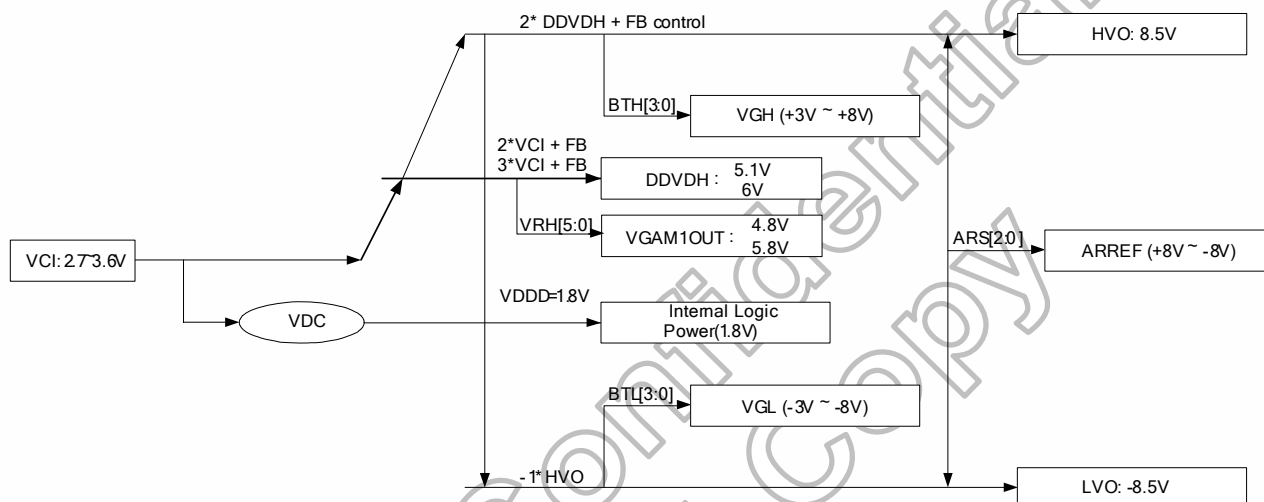 2* DDVDH + FB control
HVO: 8.5V
BTH[3:0]
VGH (+3V ~ +8V)
2*VCI + FB
3*VCI + FB
DDVDH : 5.1V
6V
VRH[5:0]
VGAM1OUT : 4.8V
5.8V
ARS[2:0]
ARREF (+8V ~ -8V)
VCI: 2.7~3.6V
VDDD=1.8V
VDC
Internal Logic
Power(1.8V)
BTL[3:0]
VGL (-3V ~ -8V)
-1* HVO
LVO: -8.5V
Confidential
Copy